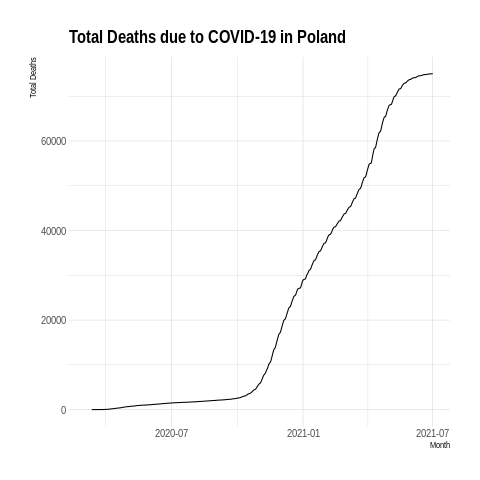 Total Deaths due to COVID-19 in Poland
Total Deaths
60000
40000
20000
0
2020-07
2021-01
2021-07
Month